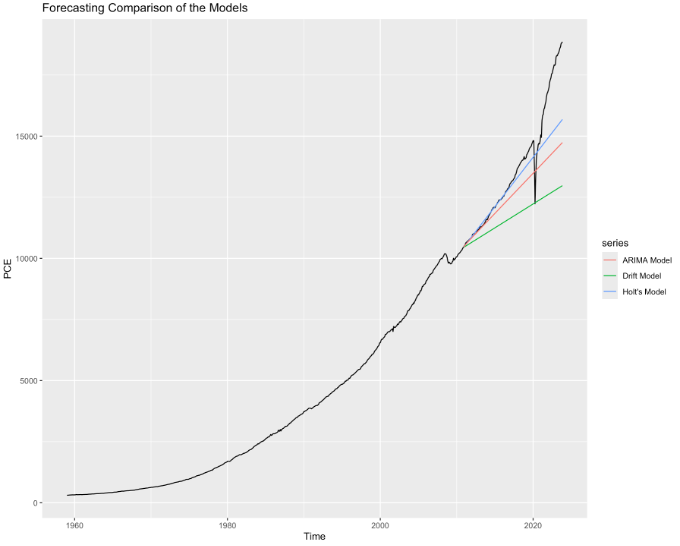 Forecasting Comparison of the Models
PCE
15000
10000
5000
0
1960
1980
2000
2020
Time
series
ARIMA Model
Drift Model
Holt's Model